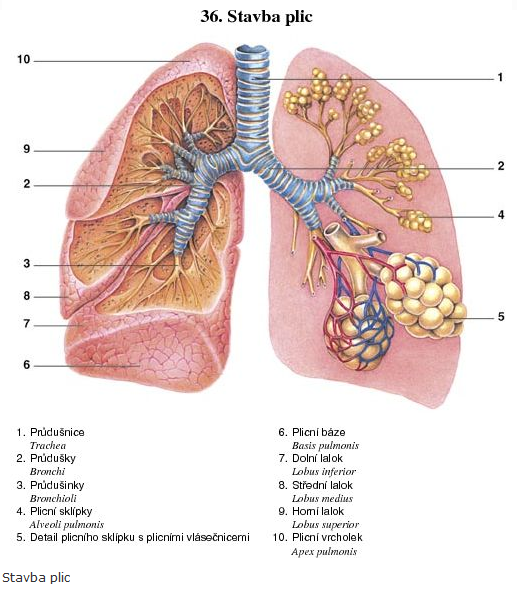 36. Stavba plic
10
1
9
2
2
4
3
8
7
5
6
1. Průdušnice
Trachea
2. Průdušky
Bronchi
3. Průdušinky
Bronchioli
4. Plicní sklípky
Alveoli pulmonis
5. Detail plicního sklípku s plicními vlásečnicemi
6. Plicní báze
Basis pulmonis
7. Dolní lalok
Lobus inferior
8. Střední lalok
Lobus medius
9. Horní lalok
Lobus superior
10. Plicní vrcholek
Apex pulmonis
Stavba plic